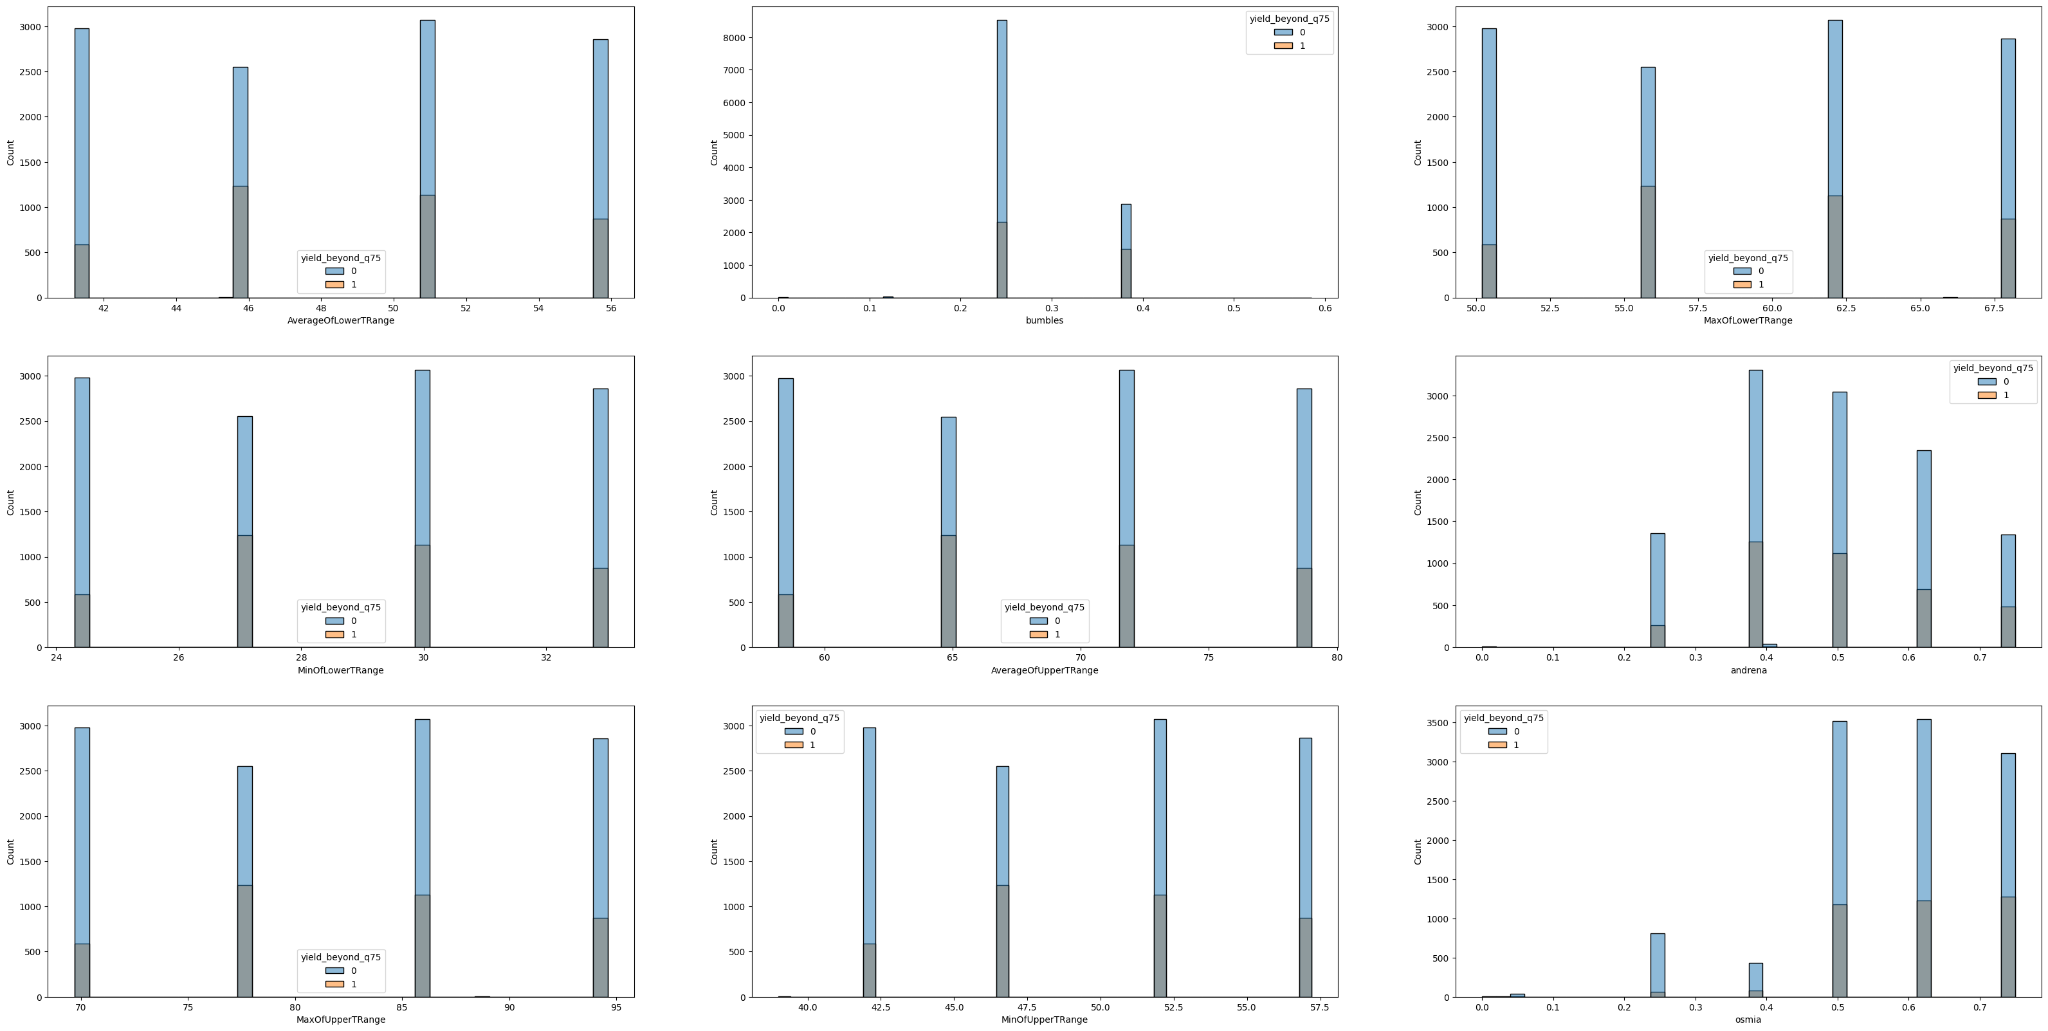 3000
2500
2000
1500
1000
500
0
Count
yield_beyond_q75
0
1
42 44 46 48 50 52 54 56
AverageOfLowerTRange
8000
7000
6000
5000
4000
3000
2000
1000
0
Count
yield_beyond_q75
0
1
0.0 0.1 0.2 0.3 0.4 0.5 0.6
bumbles
3000
2500
2000
1500
1000
500
0
Count
yield_beyond_q75
0
1
50.0 52.5 55.0 57.5 60.0 62.5 65.0 67.5
MaxOfLowerTRange
3000
2500
2000
1500
1000
500
0
Count
yield_beyond_q75
0
1
24 26 28 30 32
MinOfLowerTRange
3000
2500
2000
1500
1000
500
0
Count
yield_beyond_q75
0
1
60 65 70 75 80
AverageOfUpperTRange
3000
2500
2000
1500
1000
500
0
Count
yield_beyond_q75
0
1
0.0 0.1 0.2 0.3 0.4 0.5 0.6 0.7
andrena
3000
2500
2000
1500
1000
500
0
Count
yield_beyond_q75
0
1
70 75 80 85 90 95
MaxOfUpperTRange
3000
2500
2000
1500
1000
500
0
Count
yield_beyond_q75
0
1
40.0 42.5 45.0 47.5 50.0 52.5 55.0 57.5
MinOfUpperTRange
3500
3000
2500
2000
1500
1000
500
0
Count
yield_beyond_q75
0
1
0.0 0.1 0.2 0.3 0.4 0.5 0.6 0.7
osmia